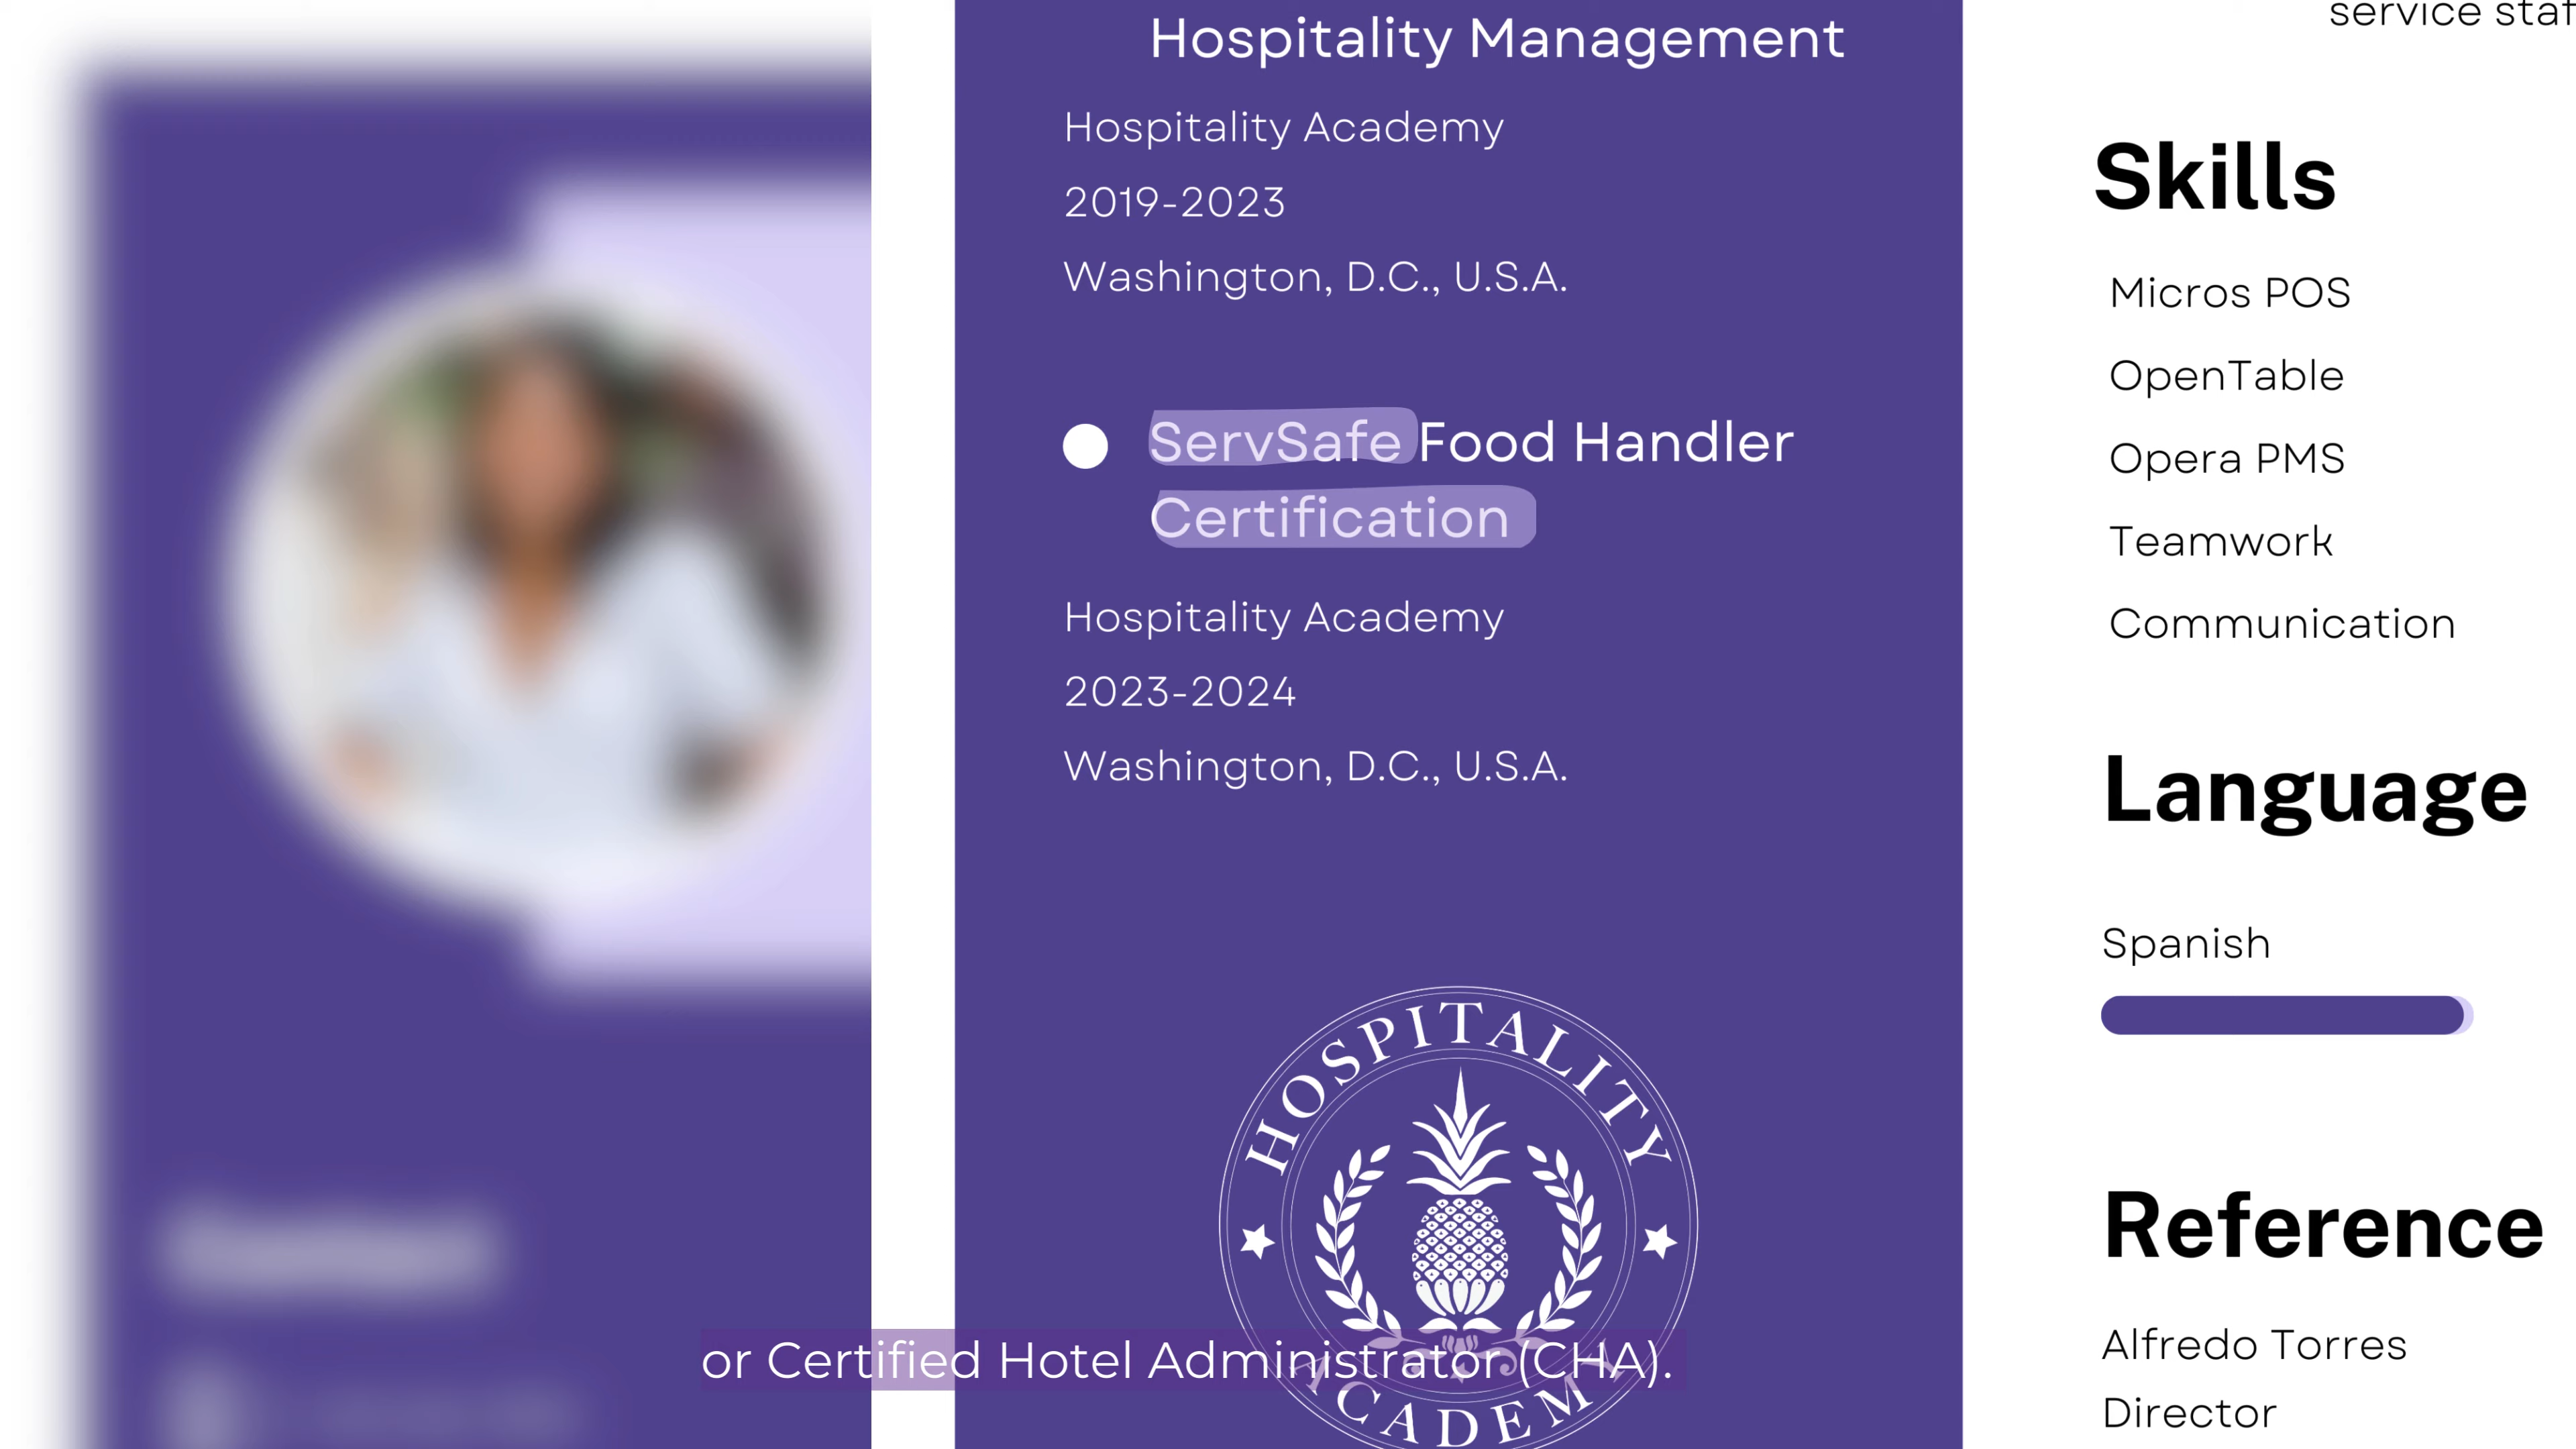 Hospitality Management
Hospitality Academy
2019-2023
Washington, D.C., U.S.A.
ServSafe Food Handler
Certification
Hospitality Academy
2023-2024
Washington, D.C., U.S.A.
HOSPITALITY
ACADEMY
service staf
Skills
Micros POS
OpenTable
Opera PMS
Teamwork
Communication
Language
Spanish
Reference
Alfredo Torres
Director
or Certified Hotel Administrator (CHA).